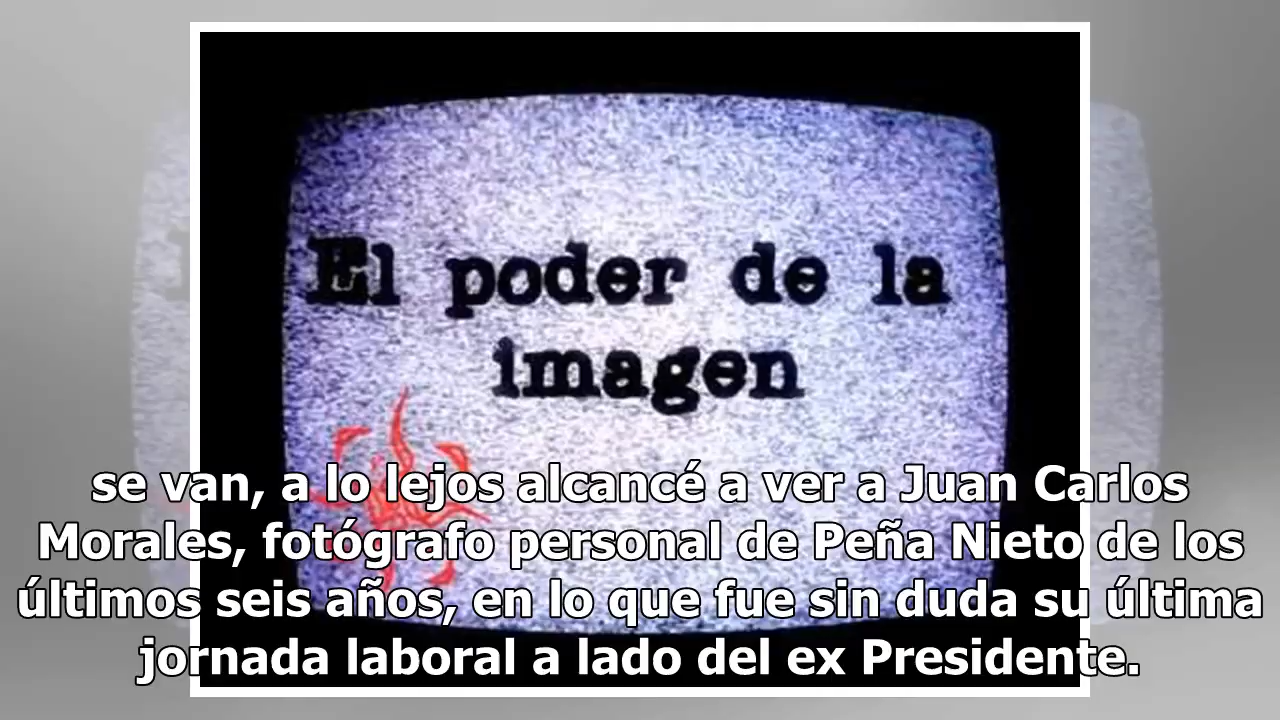 El poder de la
imagen
se van, a lo lejos alcancé a ver a Juan Carlos
Morales, fotógrafo personal de Peña Nieto de los
últimos seis años, en lo que fue sin duda su última
jornada laboral a lado del ex Presidente.